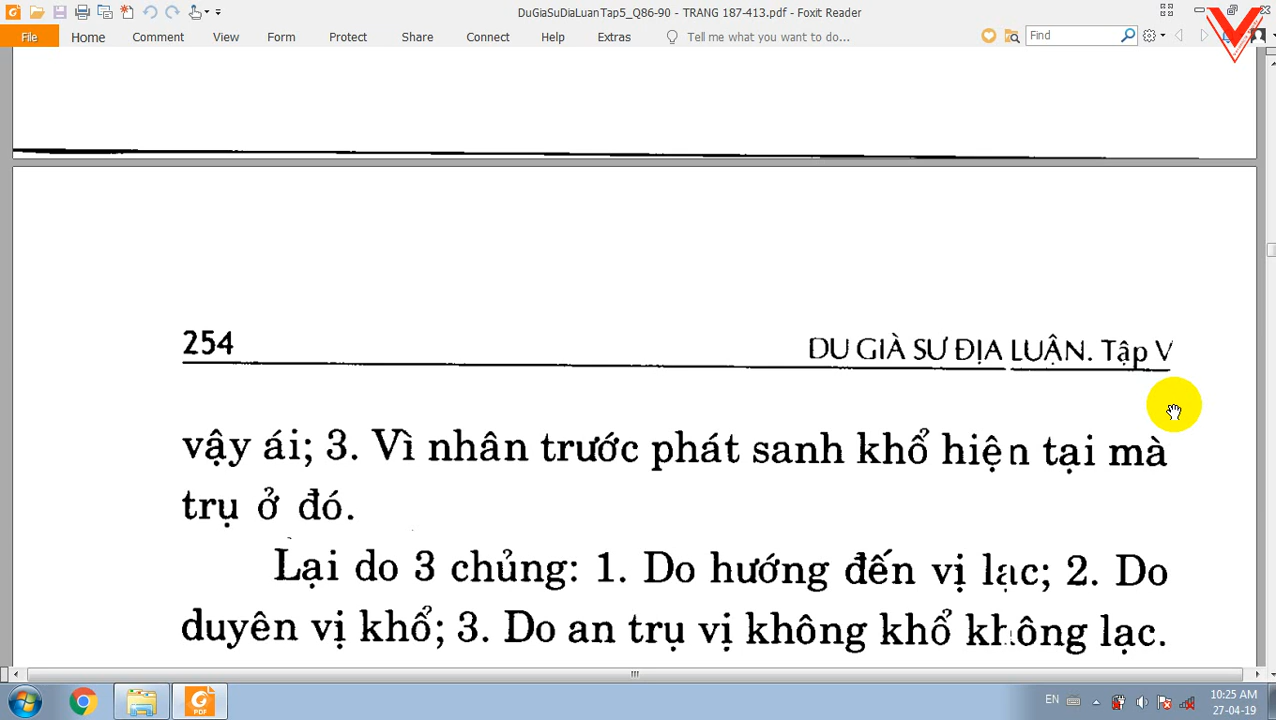 DuGiaSuDiaLuanTap5_Q86-90 - TRANG 187-413.pdf - Foxit Reader
File Home Comment View Form Protect Share Connect Help Extras Tell me what you want to do... Find
254 DU GIÀ SƯ ĐỊA LUẬN. Tập V
vậy ái; 3. Vì nhân trước phát sanh khổ hiện tại mà
trụ ở đó.
Lại do 3 chủng: 1. Do hướng đến vị lạc; 2. Do
duyên vị khổ; 3. Do an trụ vị không khổ không lạc.
PDF
EN 10:25 AM
27-04-19